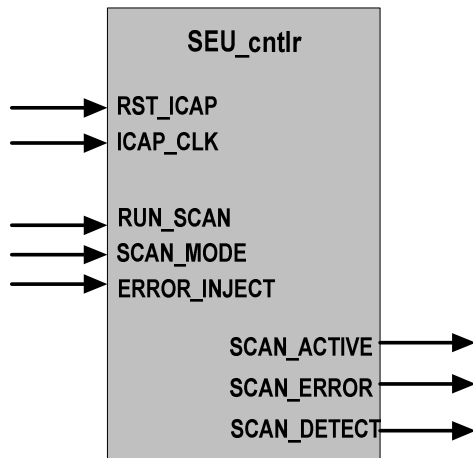 SEU_cntlr
RST_ICAP
ICAP_CLK
RUN_SCAN
SCAN_MODE
ERROR_INJECT
SCAN_ACTIVE
SCAN_ERROR
SCAN_DETECT